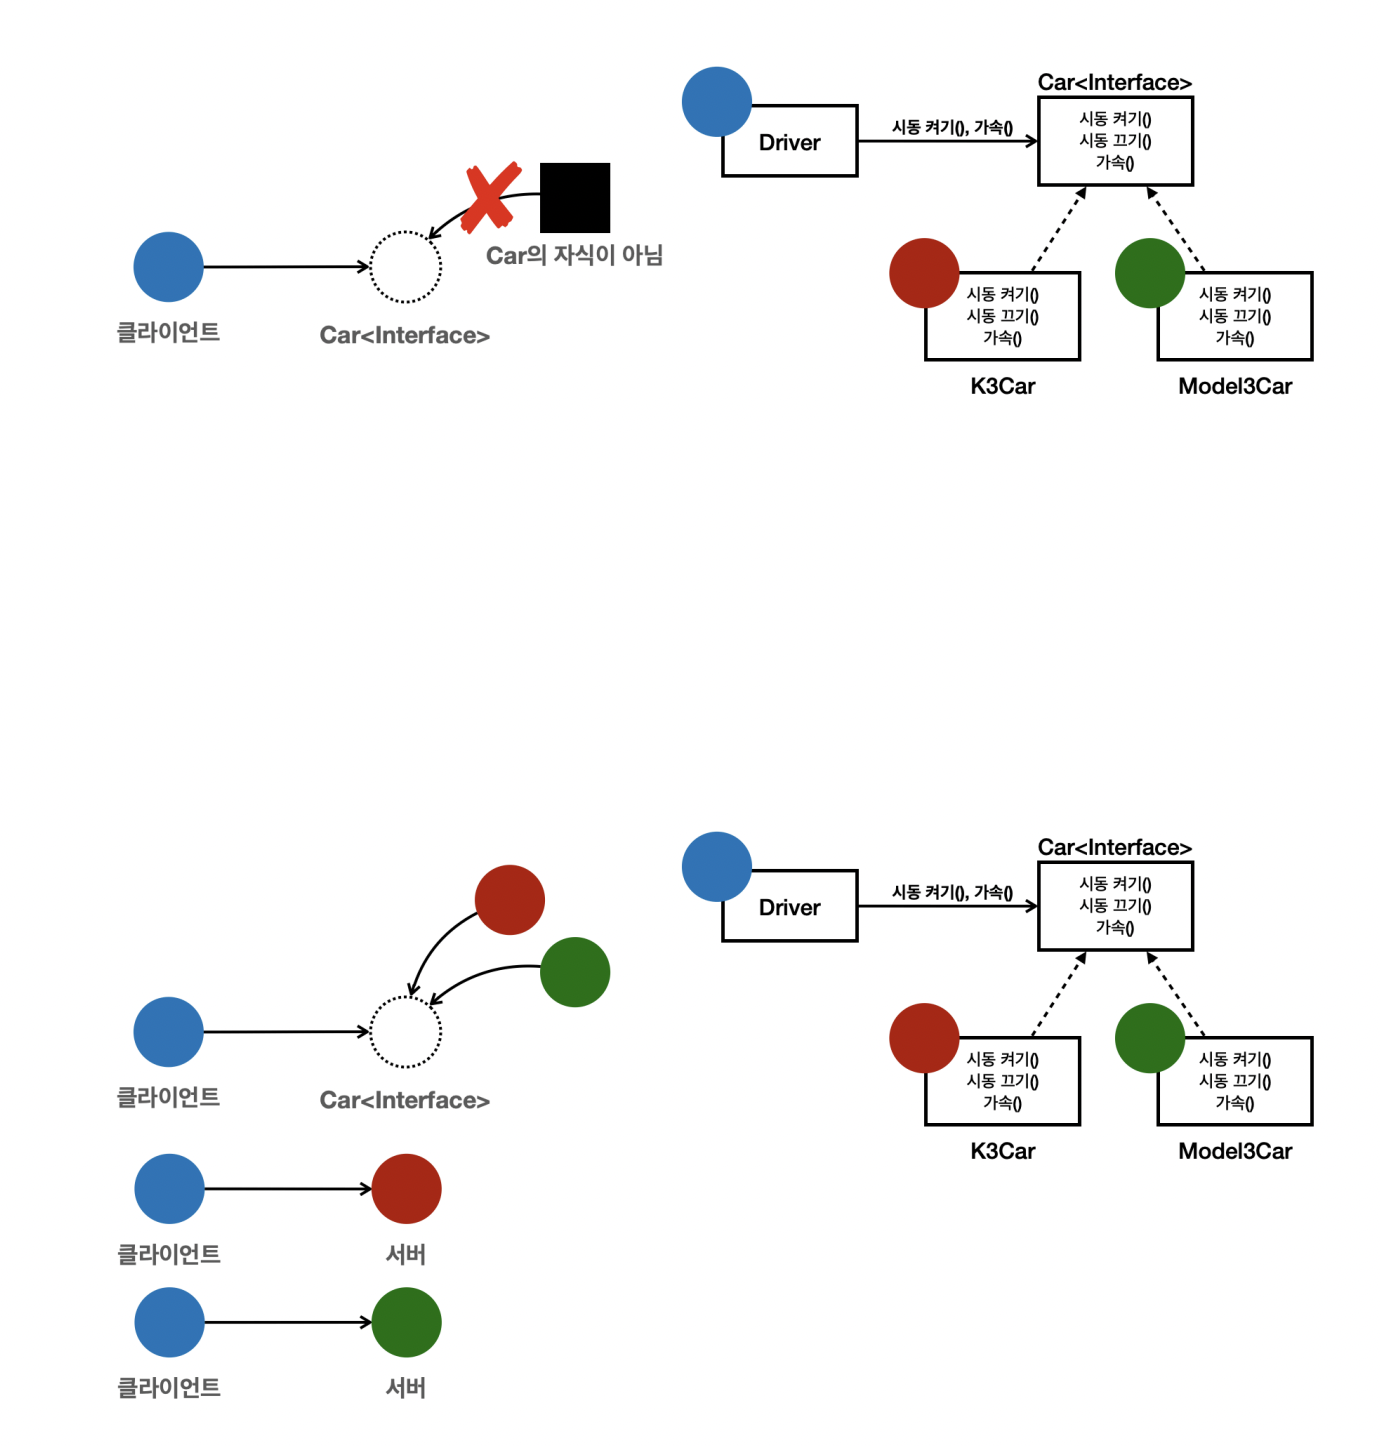 Car의 자식이 아님
클라이언트
Car<Interface>
Car<Interface>
Driver
시동 켜기(), 가속()
시동 켜기()
시동 끄기()
가속()
시동 켜기()
시동 끄기()
가속()
K3Car
시동 켜기()
시동 끄기()
가속()
Model3Car
클라이언트
Car<Interface>
클라이언트
서버
클라이언트
서버
Car<Interface>
Driver
시동 켜기(), 가속()
시동 켜기()
시동 끄기()
가속()
시동 켜기()
시동 끄기()
가속()
K3Car
시동 켜기()
시동 끄기()
가속()
Model3Car